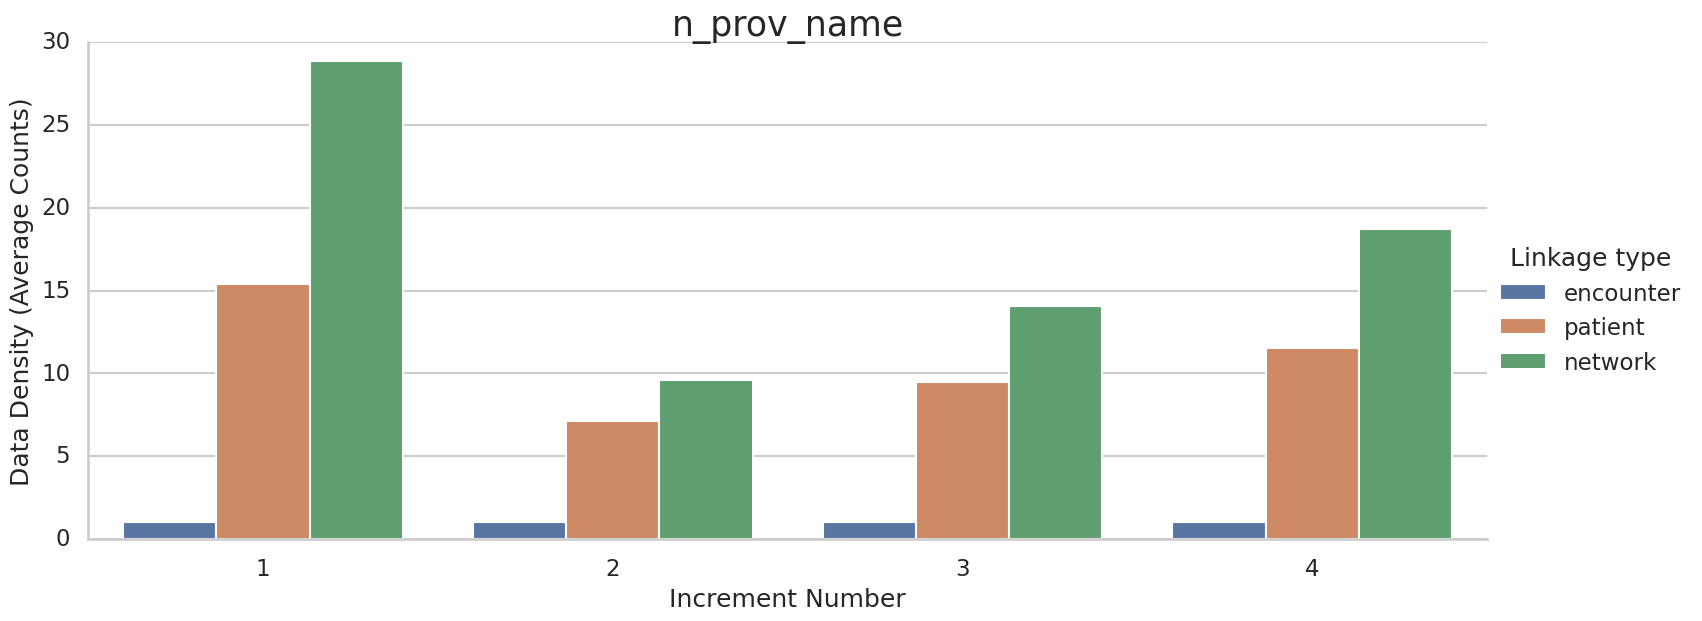 n_prov_name
Data Density (Average Counts)
30
25
20
15
10
5
0
1 2 3 4
Increment Number
Linkage type
encounter
patient
network